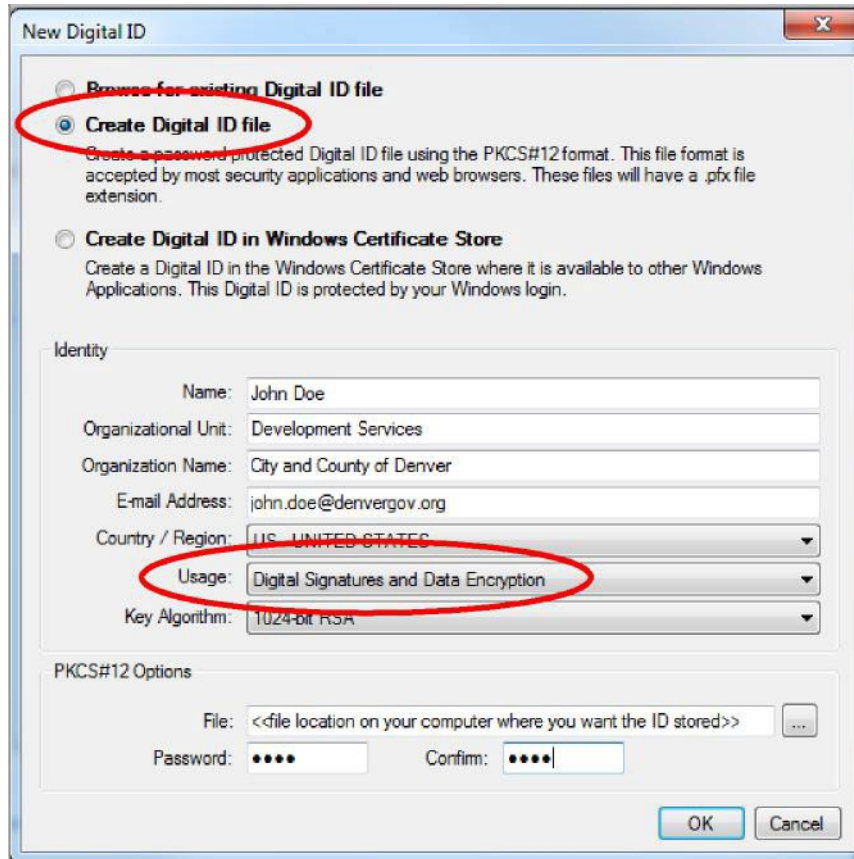 New Digital ID
Browse for existing Digital ID file
Create Digital ID file
Create a password protected Digital ID file using the PKCS#12 format. This file format is
accepted by most security applications and web browsers. These files will have a .pfx file
extension.
Create Digital ID in Windows Certificate Store
Create a Digital ID in the Windows Certificate Store where it is available to other Windows
Applications. This Digital ID is protected by your Windows login.
Identity
Name: John Doe
Organizational Unit: Development Services
Organization Name: City and County of Denver
E-mail Address: john.doe@denvergov.org
Country / Region: US - UNITED STATES
Usage: Digital Signatures and Data Encryption
Key Algorithm: 1024-bit RSA
PKCS#12 Options
File: <<file location on your computer where you want the ID stored>> ...
Password: •••• Confirm: ••••
OK Cancel